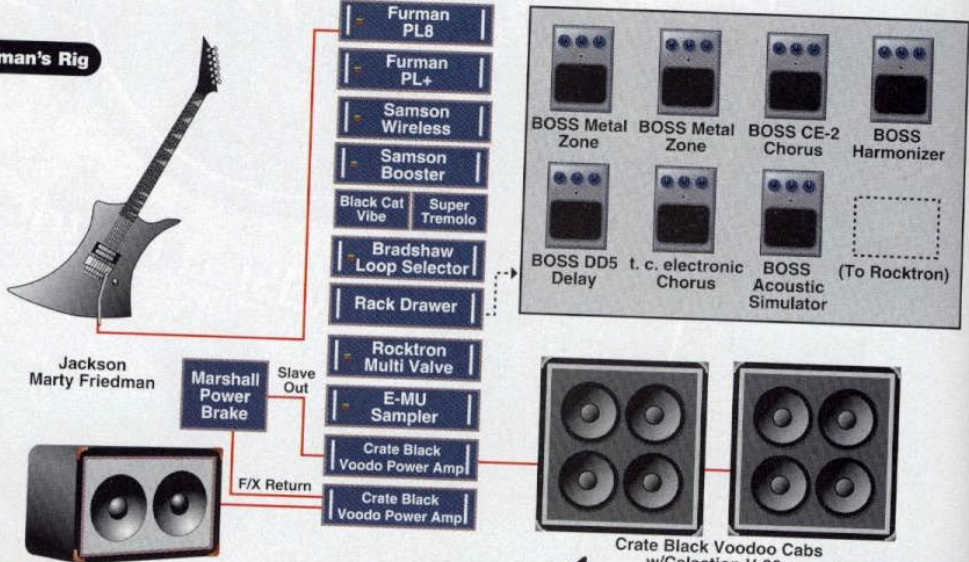 man's Rig
Furman
PL8
Furman
PL+
Samson
Wireless
Samson
Booster
Black Cat
Vibe
Super
Tremolo
Bradshaw
Loop Selector
Rack Drawer
Rocktron
Multi Valve
E-MU
Sampler
Crate Black
Voodo Power Amp
Crate Black
Voodo Power Amp
BOSS Metal
Zone
BOSS Metal
Zone
BOSS CE-2
Chorus
BOSS
Harmonizer
BOSS DD5
Delay
t. c. electronic
Chorus
BOSS
Acoustic
Simulator
(To Rocktron)
Jackson
Marty Friedman
Marshall
Power
Brake
Slave
Out
F/X Return
Crate Black Voodoo Cabs
w/Celestion